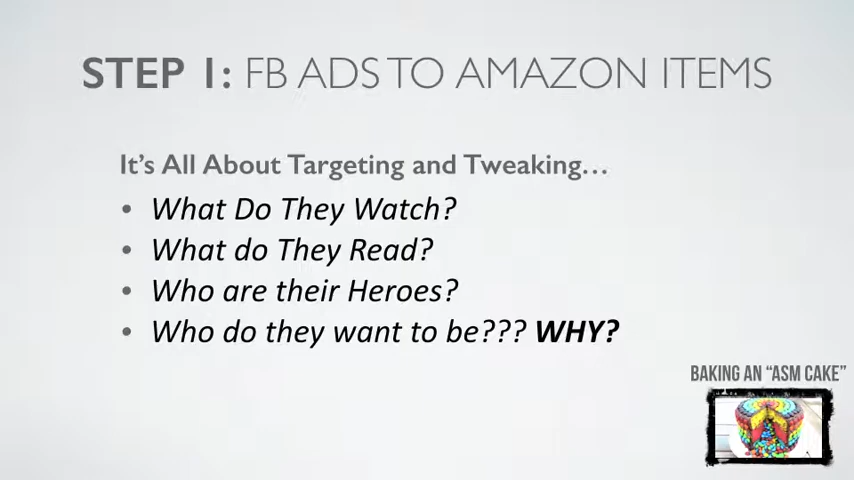 STEP 1: FB ADS TO AMAZON ITEMS
It's All About Targeting and Tweaking...
• What Do They Watch?
• What do They Read?
• Who are their Heroes?
• Who do they want to be??? WHY?
BAKING AN "ASM CAKE"